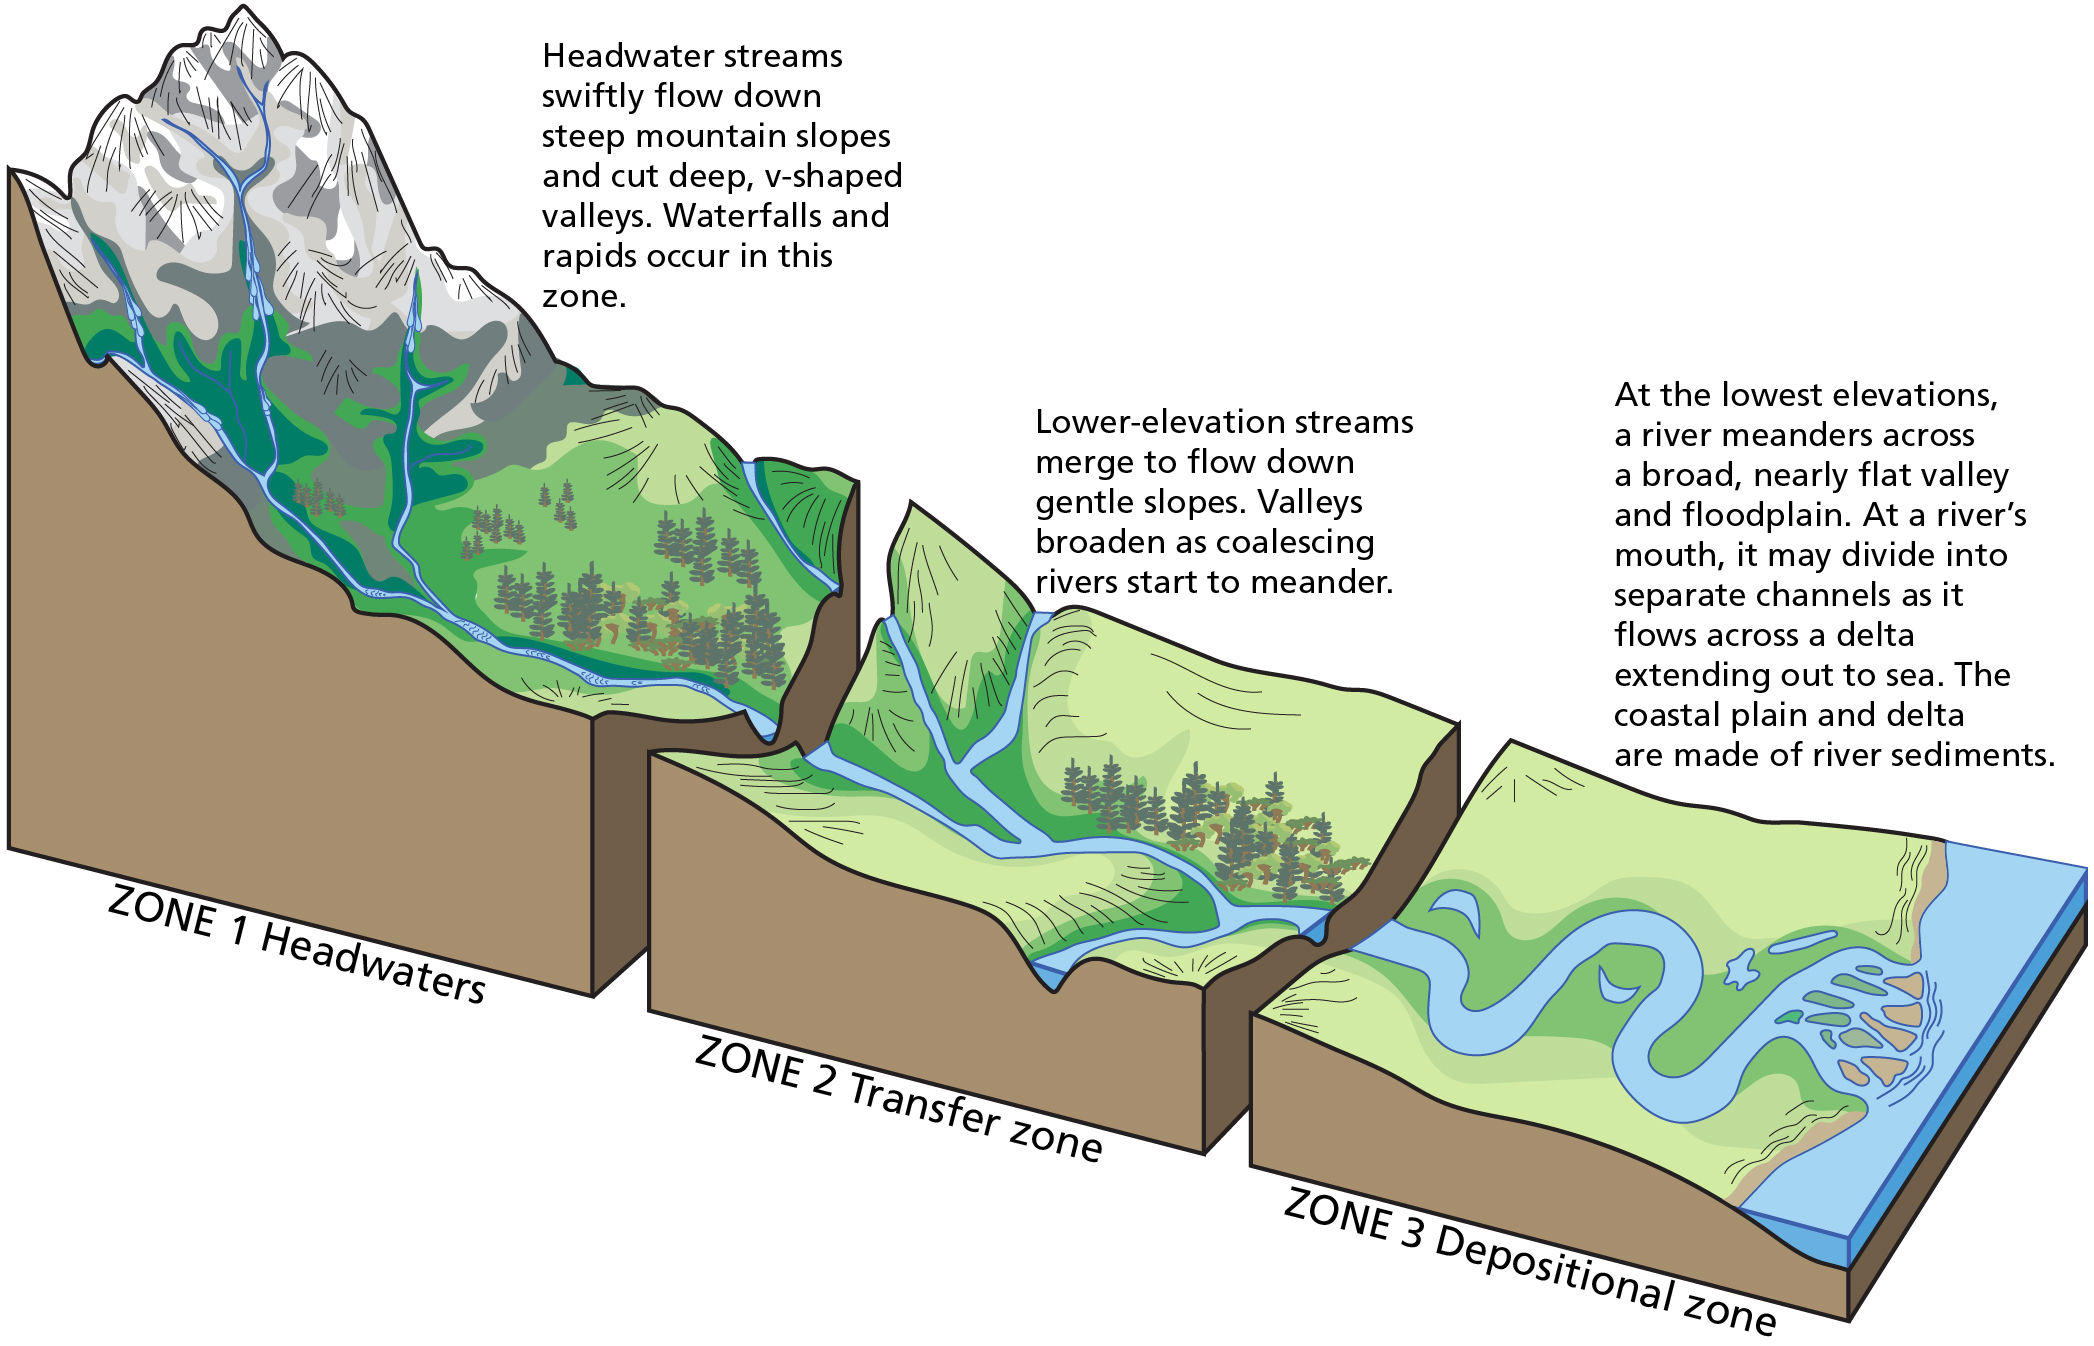 Headwater streams
swiftly flow down
steep mountain slopes
and cut deep, v-shaped
valleys. Waterfalls and
rapids occur in this
zone.
Lower-elevation streams
merge to flow down
gentle slopes. Valleys
broaden as coalescing
rivers start to meander.
At the lowest elevations,
a river meanders across
a broad, nearly flat valley
and floodplain. At a river’s
mouth, it may divide into
separate channels as it
flows across a delta
extending out to sea. The
coastal plain and delta
are made of river sediments.
ZONE 1 Headwaters
ZONE 2 Transfer zone
ZONE 3 Depositional zone